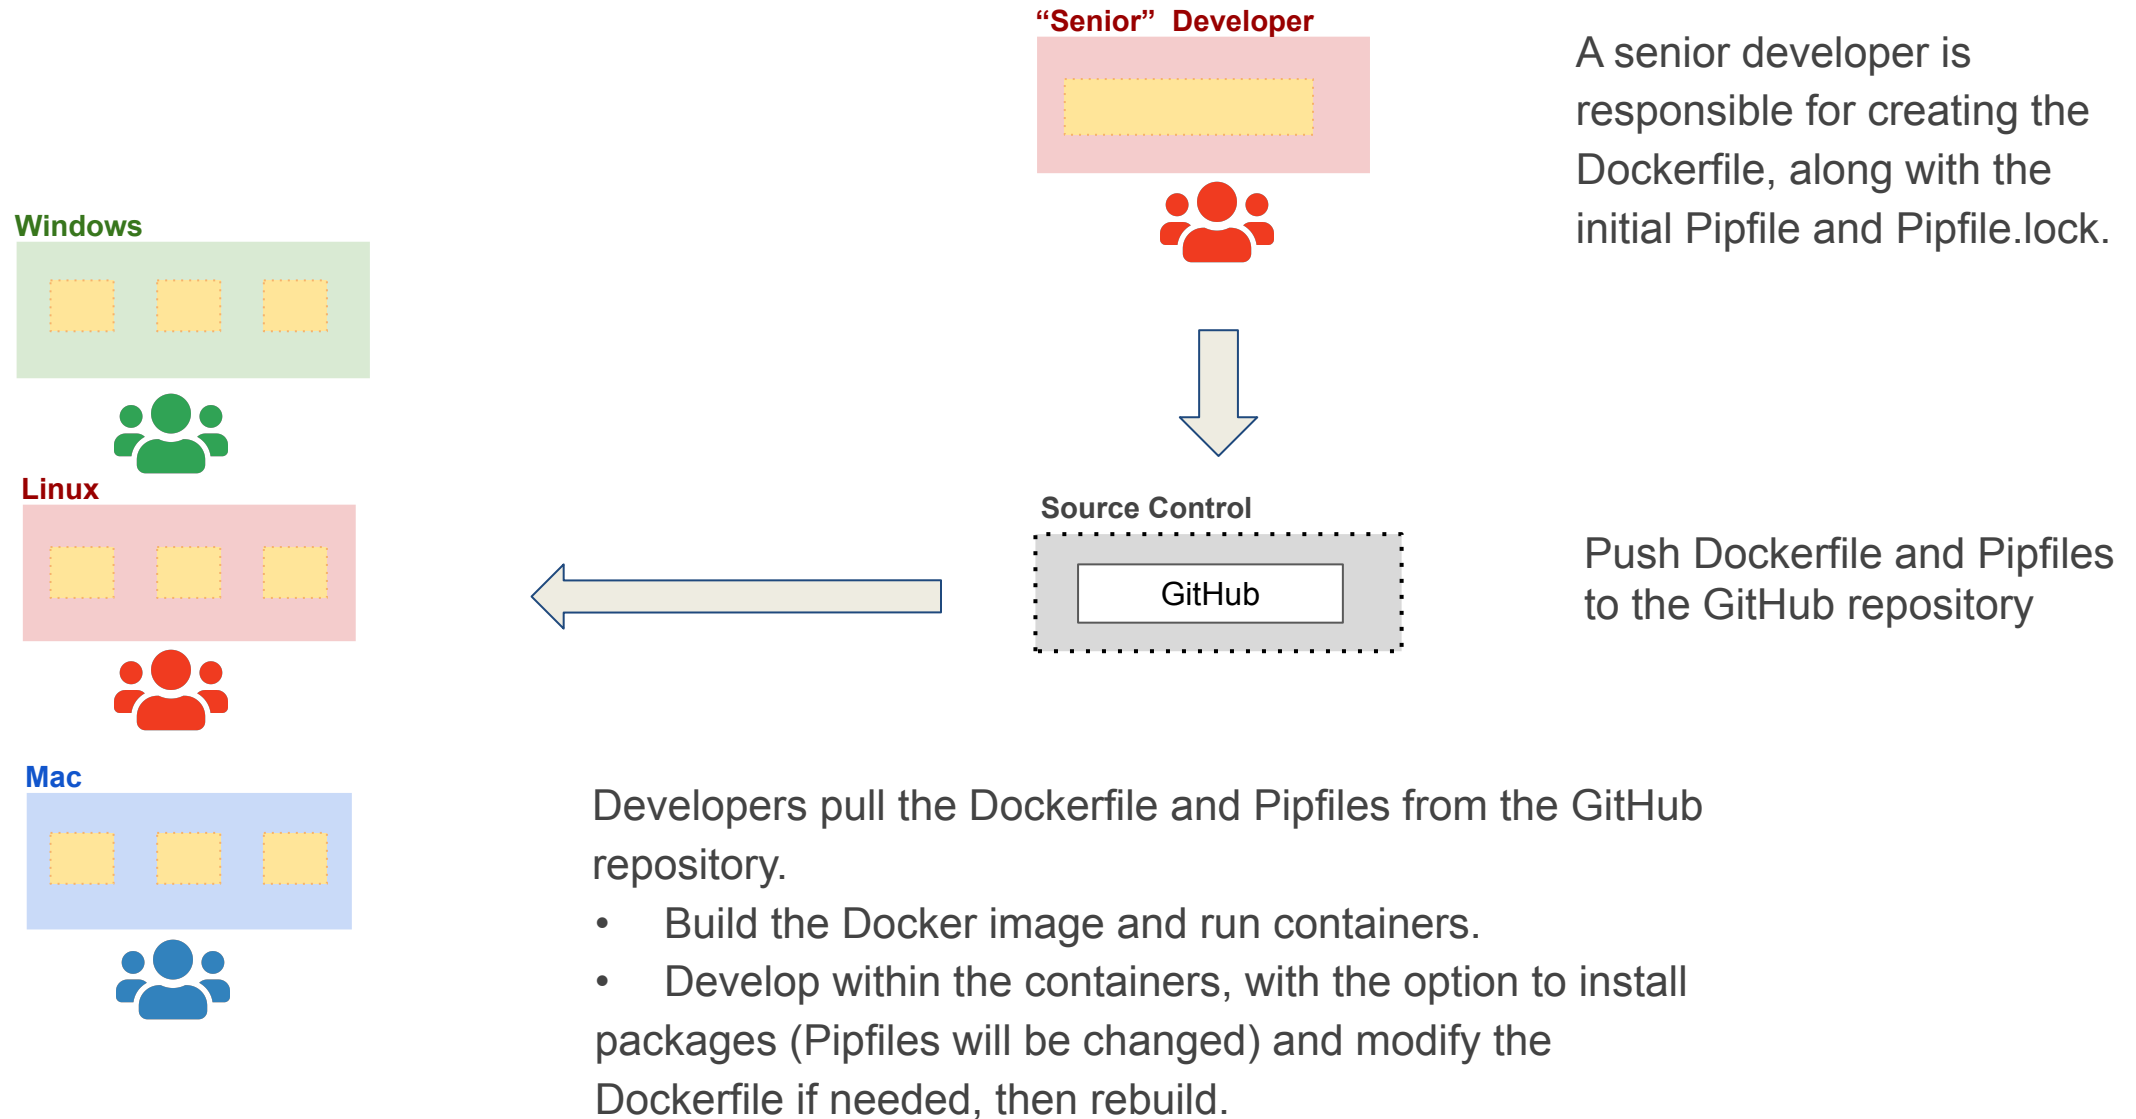 “Senior” Developer
A senior developer is
responsible for creating the
Dockerfile, along with the
initial Pipfile and Pipfile.lock.
Windows
Linux
Source Control
GitHub
Push Dockerfile and Pipfiles
to the GitHub repository
Mac
Developers pull the Dockerfile and Pipfiles from the GitHub
repository.
• Build the Docker image and run containers.
• Develop within the containers, with the option to install
packages (Pipfiles will be changed) and modify the
Dockerfile if needed, then rebuild.